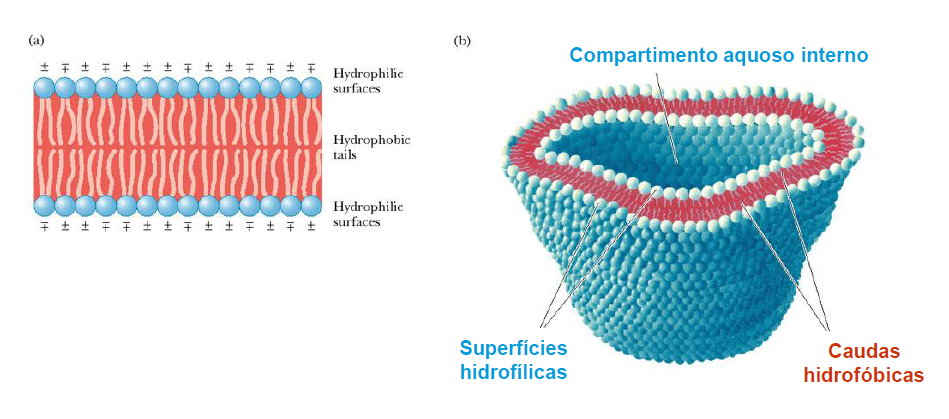 (a)
± ∓ ± ∓ ± ∓ ± ± ∓ ± ∓ ± ± ∓
Hydrophilic
surfaces
Hydrophobic
tails
Hydrophilic
surfaces
∓ ∓ ± ∓ ∓ ± ± ∓ ± ± ∓ ± ∓ ±
(b)
Compartimento aquoso interno
Superfícies
hidrofílicas
Caudas
hidrofóbicas